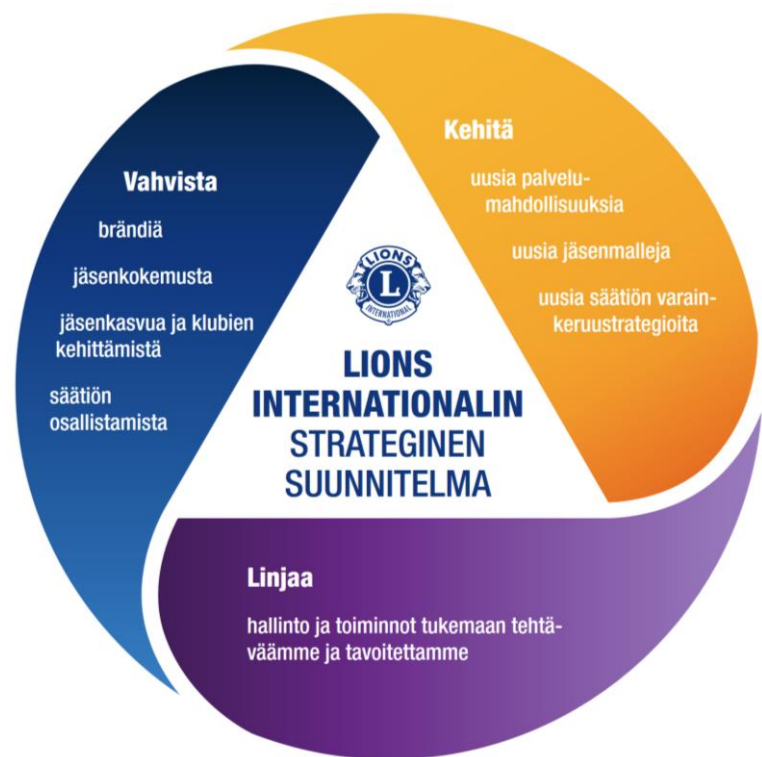 Vahvista
brändiä
jäsenkokemusta
jäsenkasvua ja klubien
kehittämistä
säätiön
osallistamista
Kehitä
uusia palvelu-
mahdollisuuksia
uusia jäsenmalleja
uusia säätiön varain-
keruustrategioita
LIONS
L
INTERNATIONAL
LIONS
INTERNATIONALIN
STRATEGINEN
SUUNNITELMA
Linjaa
hallinto ja toiminnot tukemaan tehtä-
väämme ja tavoitettamme